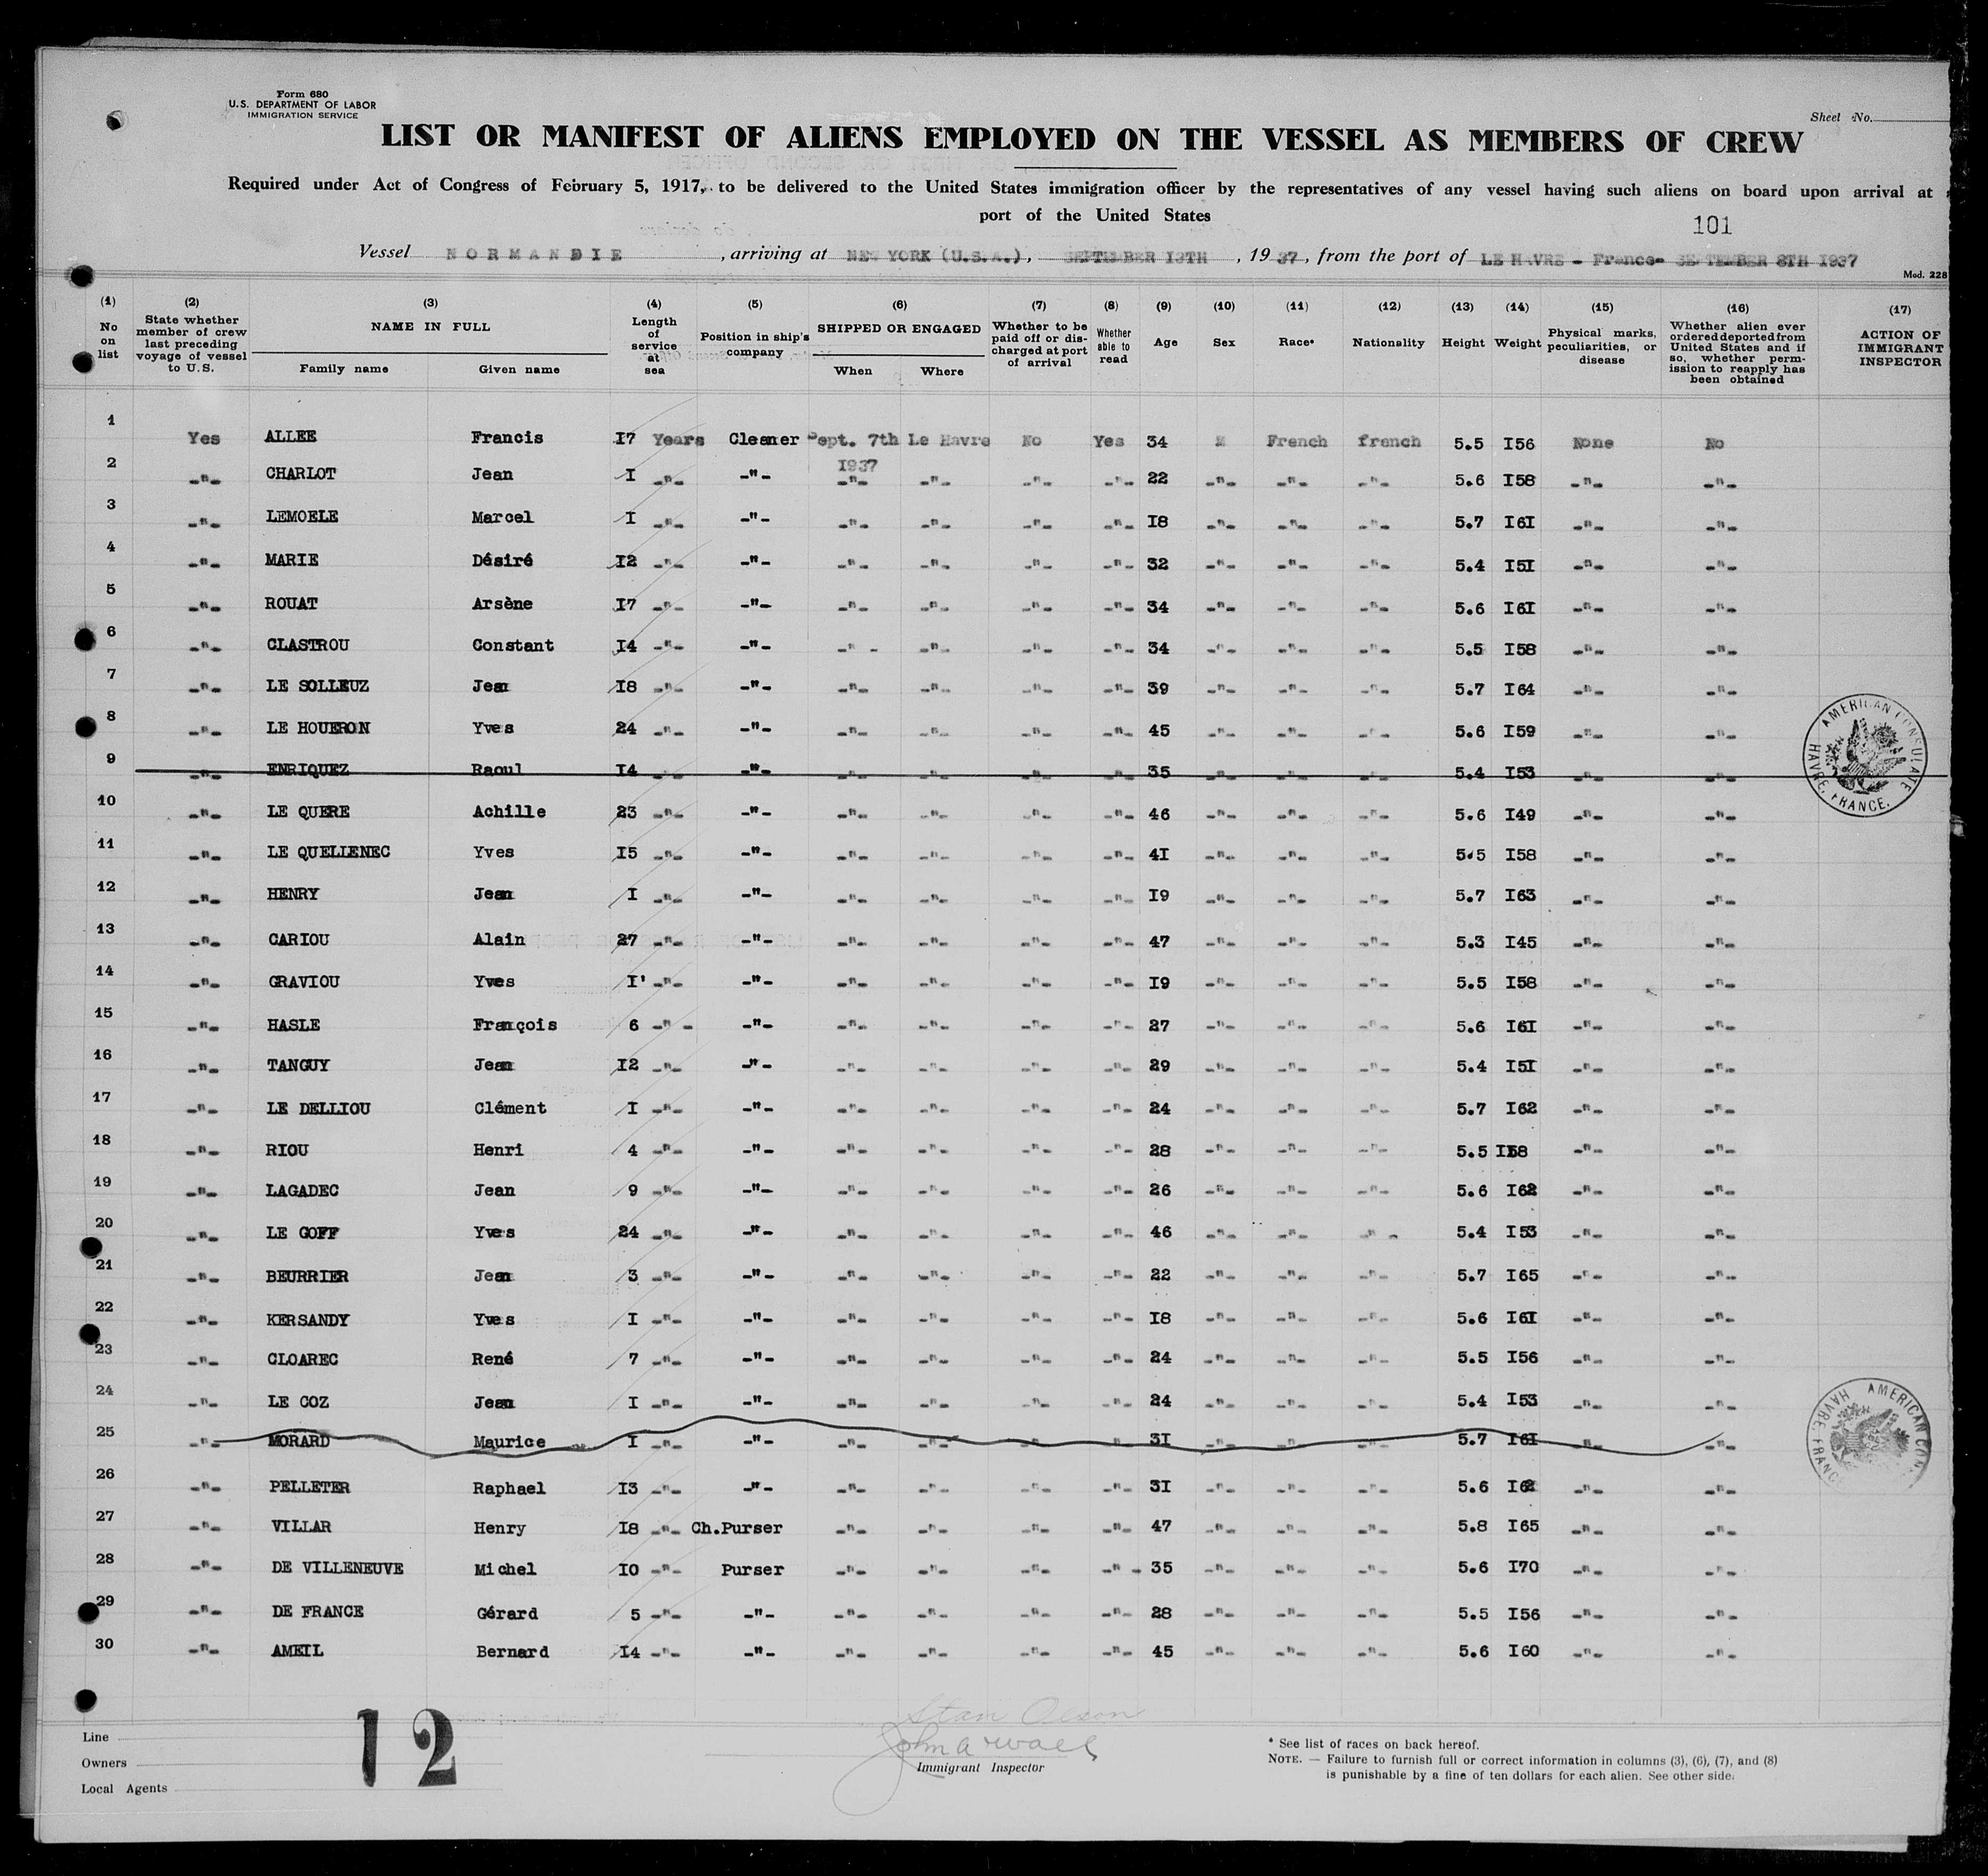 Form 680
U.S. DEPARTMENT OF LABOR
IMMIGRATION SERVICE
Sheet No.
LIST OR MANIFEST OF ALIENS EMPLOYED ON THE VESSEL AS MEMBERS OF CREW
Required under Act of Congress of February 5, 1917, to be delivered to the United States immigration officer by the representatives of any vessel having such aliens on board upon arrival at
port of the United States
101
Vessel NORMANDIE, arriving at NEW YORK (U.S.A.), SEPTEMBER I3TH, 1937, from the port of LE HAVRE - France- SEPTEMBER 8TH I937
Mod. 228
(1) No on list (2) State whether member of crew last preceding voyage of vessel to U.S. (3) NAME IN FULL Family name Given name (4) Length of service at sea (5) Position in ship's company (6) SHIPPED OR ENGAGED When Where (7) Whether to be paid off or discharged at port of arrival (8) Whether able to read (9) Age (10) Sex (11) Race* (12) Nationality (13) Height (14) Weight (15) Physical marks, peculiarities, or disease (16) Whether alien ever ordered deported from United States and if so, whether permission to reapply has been obtained (17) ACTION OF IMMIGRANT INSPECTOR
1 Yes ALLEE Francis I7 Years Cleaner Sept. 7th I937 Le Havre No Yes 34 M French french 5.5 I56 None No
2 -"- CHARLOT Jean I -"- -"- -"- -"- -"- -"- 22 -"- -"- -"- 5.6 I58 -"- -"-
3 -"- LEMOELE Marcel I -"- -"- -"- -"- -"- -"- I8 -"- -"- -"- 5.7 I6I -"- -"-
4 -"- MARIE Désiré I2 -"- -"- -"- -"- -"- -"- 32 -"- -"- -"- 5.4 I5I -"- -"-
5 -"- ROUAT Arsène I7 -"- -"- -"- -"- -"- -"- 34 -"- -"- -"- 5.6 I6I -"- -"-
6 -"- CLASTROU Constant I4 -"- -"- -"- -"- -"- -"- 34 -"- -"- -"- 5.5 I58 -"- -"-
7 -"- LE SOLLEUZ Jean I8 -"- -"- -"- -"- -"- -"- 39 -"- -"- -"- 5.7 I64 -"- -"-
8 -"- LE HOUERON Yves 24 -"- -"- -"- -"- -"- -"- 45 -"- -"- -"- 5.6 I59 -"- -"-
9 -"- ENRIQUEZ Raoul I4 -"- -"- -"- -"- -"- -"- 35 -"- -"- -"- 5.4 I53 -"- -"-
10 -"- LE QUERE Achille 23 -"- -"- -"- -"- -"- -"- 46 -"- -"- -"- 5.6 I49 -"- -"-
11 -"- LE QUELLENEC Yves I5 -"- -"- -"- -"- -"- -"- 4I -"- -"- -"- 5.5 I58 -"- -"-
12 -"- HENRY Jean I -"- -"- -"- -"- -"- -"- I9 -"- -"- -"- 5.7 I63 -"- -"-
13 -"- CARIOU Alain 27 -"- -"- -"- -"- -"- -"- 47 -"- -"- -"- 5.3 I45 -"- -"-
14 -"- GRAVIOU Yves I' -"- -"- -"- -"- -"- -"- I9 -"- -"- -"- 5.5 I58 -"- -"-
15 -"- HASLE François 6 -"- -"- -"- -"- -"- -"- 27 -"- -"- -"- 5.6 I6I -"- -"-
16 -"- TANGUY Jean I2 -"- -"- -"- -"- -"- -"- 29 -"- -"- -"- 5.4 I5I -"- -"-
17 -"- LE DELLIOU Clément I -"- -"- -"- -"- -"- -"- 24 -"- -"- -"- 5.7 I62 -"- -"-
18 -"- RIOU Henri 4 -"- -"- -"- -"- -"- -"- 28 -"- -"- -"- 5.5 I58 -"- -"-
19 -"- LAGADEC Jean 9 -"- -"- -"- -"- -"- -"- 26 -"- -"- -"- 5.6 I62 -"- -"-
20 -"- LE GOFF Yves 24 -"- -"- -"- -"- -"- -"- 46 -"- -"- -"- 5.4 I53 -"- -"-
21 -"- BEURRIER Jean 3 -"- -"- -"- -"- -"- -"- 22 -"- -"- -"- 5.7 I65 -"- -"-
22 -"- KERSANDY Yves I -"- -"- -"- -"- -"- -"- I8 -"- -"- -"- 5.6 I6I -"- -"-
23 -"- CLOAREC René 7 -"- -"- -"- -"- -"- -"- 24 -"- -"- -"- 5.5 I56 -"- -"-
24 -"- LE COZ Jean I -"- -"- -"- -"- -"- -"- 24 -"- -"- -"- 5.4 I53 -"- -"-
25 -"- MORARD Maurice I -"- -"- -"- -"- -"- -"- 3I -"- -"- -"- 5.7 I6I -"- -"-
26 -"- PELLETER Raphael I3 -"- -"- -"- -"- -"- -"- 3I -"- -"- -"- 5.6 I62 -"- -"-
27 -"- VILLAR Henry I8 -"- Ch.Purser -"- -"- -"- -"- 47 -"- -"- -"- 5.8 I65 -"- -"-
28 -"- DE VILLENEUVE Michel I0 -"- Purser -"- -"- -"- -"- 35 -"- -"- -"- 5.6 I70 -"- -"-
29 -"- DE FRANCE Gérard 5 -"- -"- -"- -"- -"- -"- 28 -"- -"- -"- 5.5 I56 -"- -"-
30 -"- AMEIL Bernard I4 -"- -"- -"- -"- -"- -"- 45 -"- -"- -"- 5.6 I60 -"- -"-
AMERICAN CONSULATE
HAVRE, FRANCE.
AMERICAN CON
HAVRE, FRANCE
Line
Owners
Local Agents
12
Stan Olson
John A
Immigrant Inspector
* See list of races on back hereof.
NOTE. — Failure to furnish full or correct information in columns (3), (6), (7), and (8)
is punishable by a fine of ten dollars for each alien. See other side.